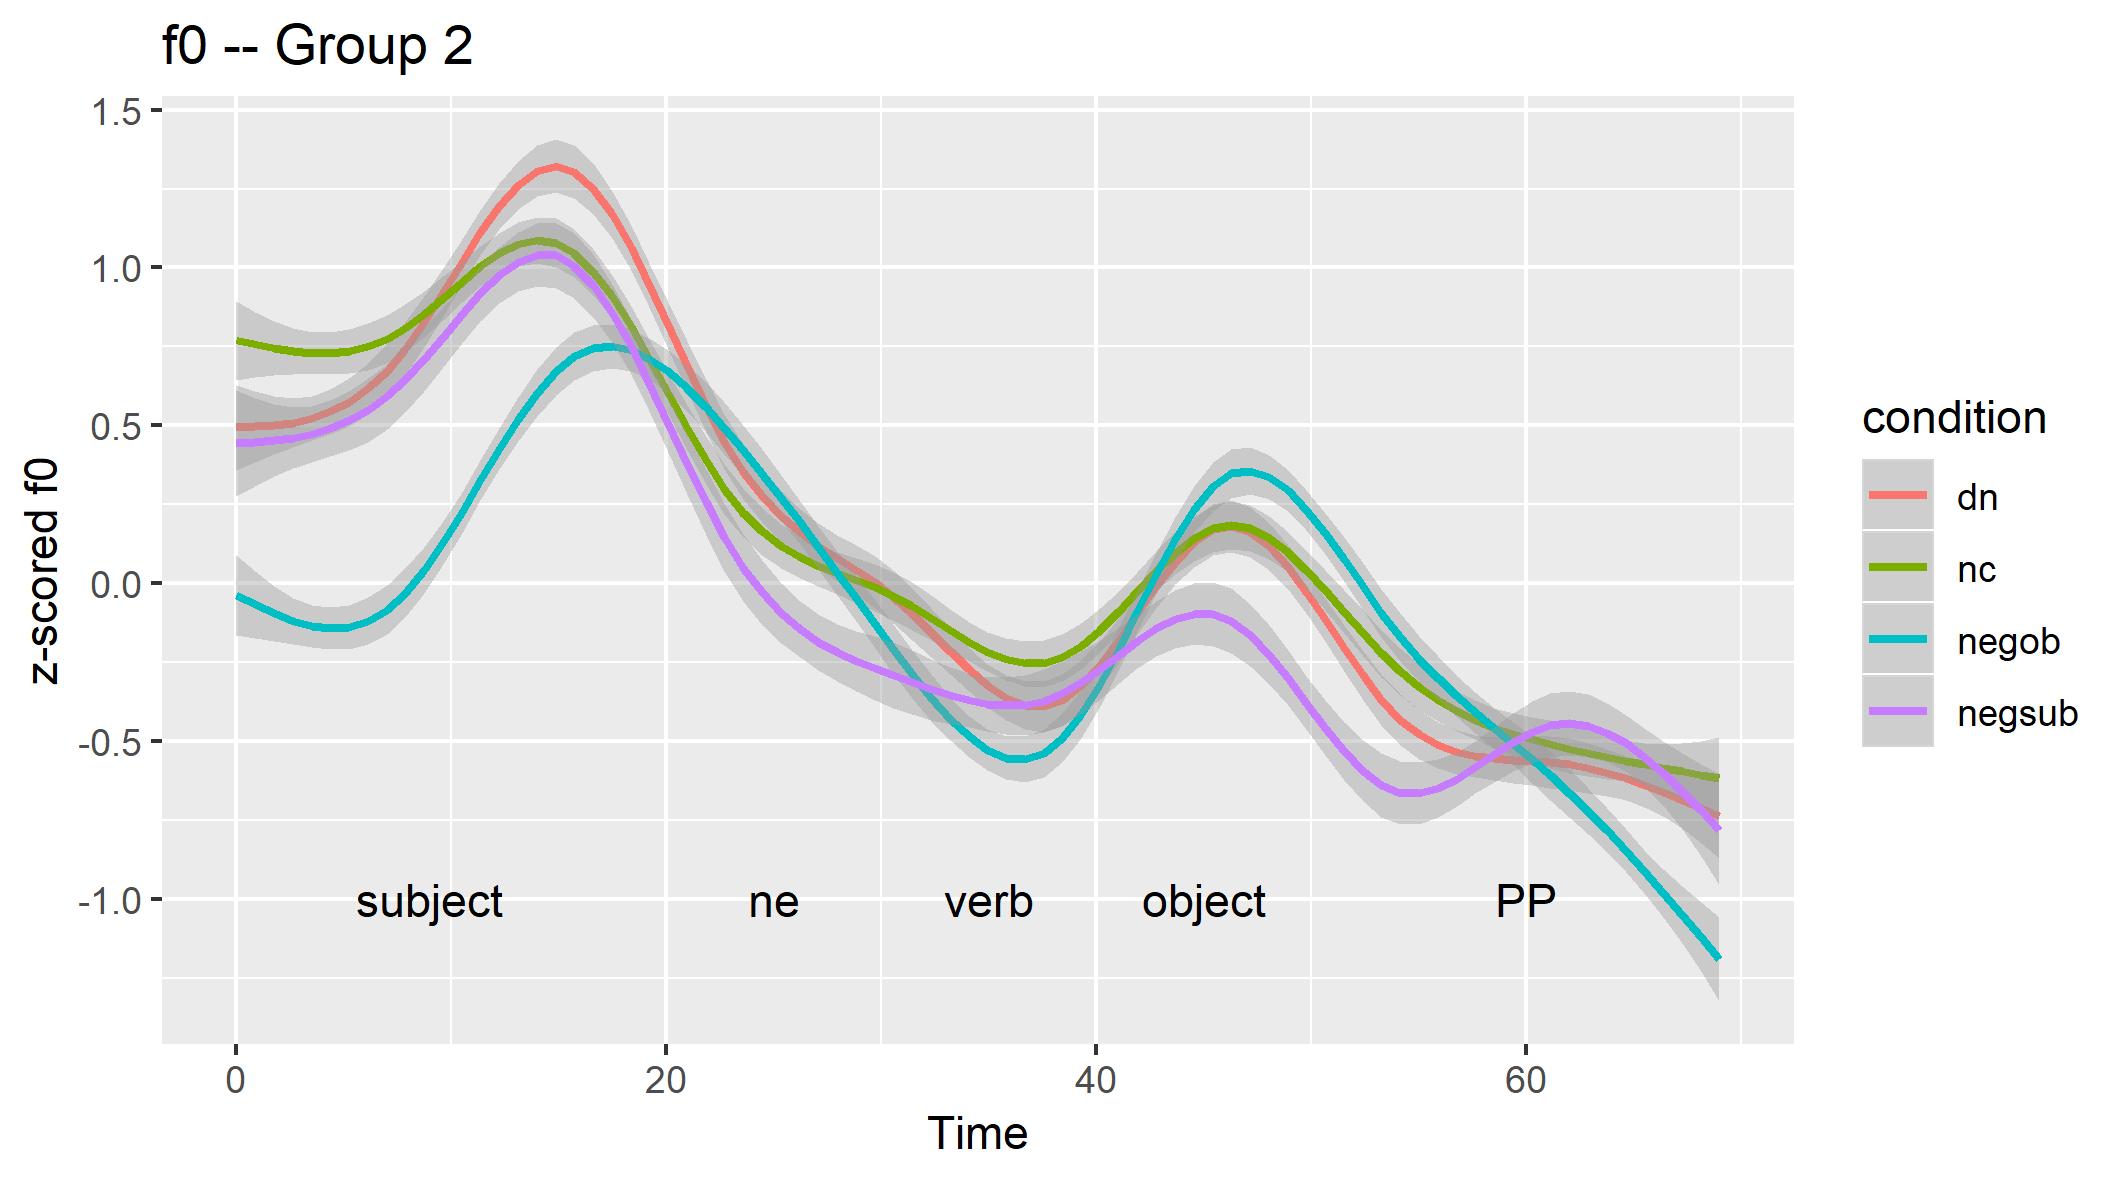 f0 -- Group 2
z-scored f0
1.5
1.0
0.5
0.0
-0.5
-1.0
subject ne verb object PP
0 20 40 60
Time
condition
dn
nc
negob
negsub